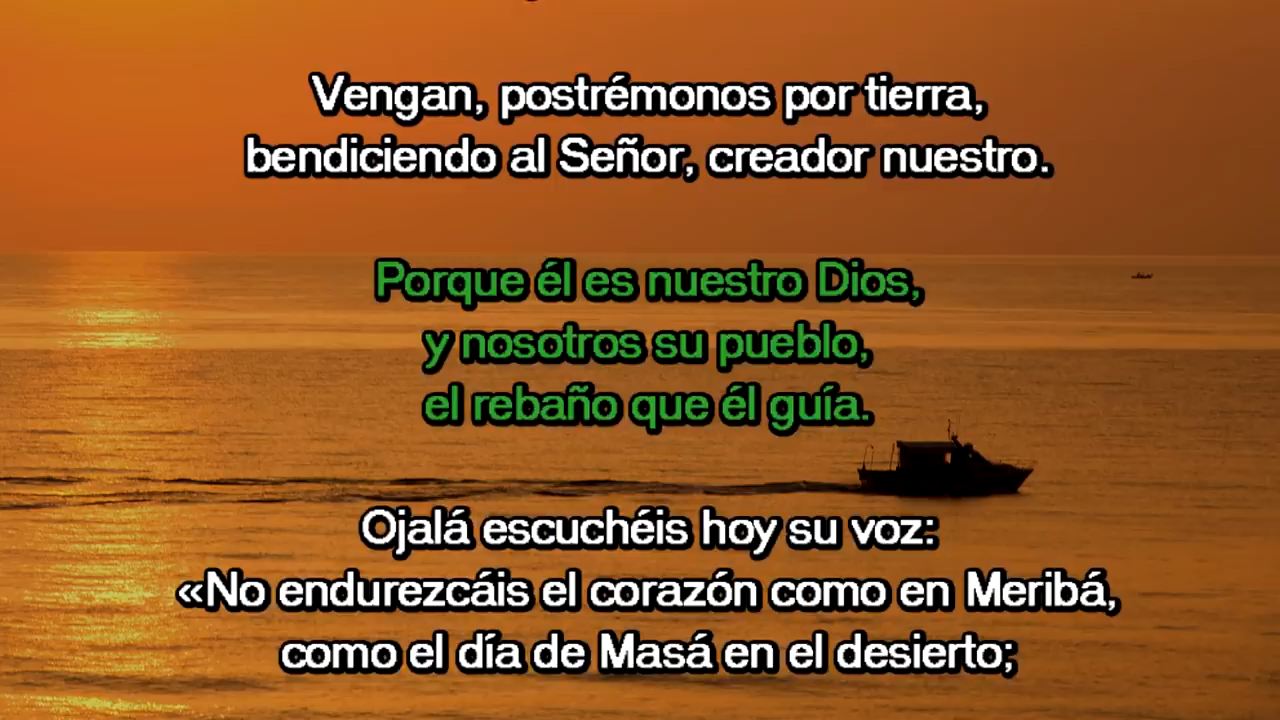 Vengan, postrémonos por tierra,
bendiciendo al Señor, creador nuestro.
Porque él es nuestro Dios,
y nosotros su pueblo,
el rebaño que él guía.
Ojalá escuchéis hoy su voz:
«No endurezcáis el corazón como en Meribá,
como el día de Masá en el desierto;